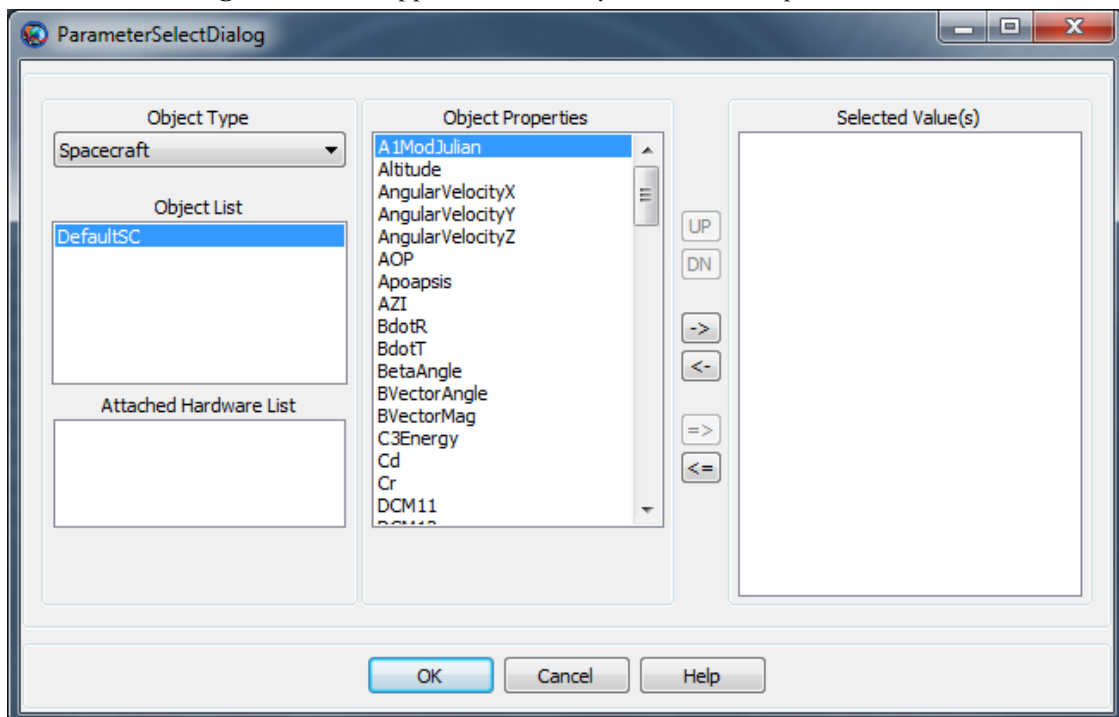 ParameterSelectDialog
Object Type
Spacecraft
Object List
DefaultSC
Attached Hardware List
Object Properties
A1ModJulian
Altitude
AngularVelocityX
AngularVelocityY
AngularVelocityZ
AOP
Apoapsis
AZI
BdotR
BdotT
BetaAngle
BVectorAngle
BVectorMag
C3Energy
Cd
Cr
DCM11
DCM12
UP
DN
->
<-
=>
<=
Selected Value(s)
OK
Cancel
Help